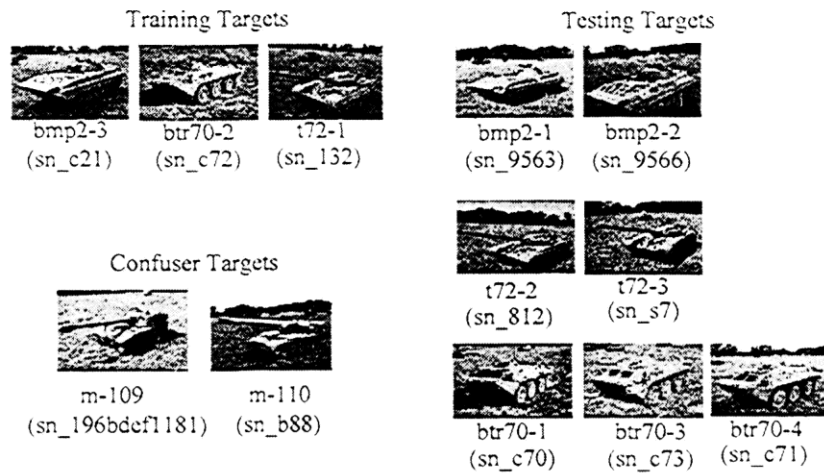 Training Targets
bmp2-3
(sn_c21)
btr70-2
(sn_c72)
t72-1
(sn_132)
Confuser Targets
m-109
(sn_196bdef1181)
m-110
(sn_b88)
Testing Targets
bmp2-1
(sn_9563)
bmp2-2
(sn_9566)
t72-2
(sn_812)
t72-3
(sn_s7)
btr70-1
(sn_c70)
btr70-3
(sn_c73)
btr70-4
(sn_c71)